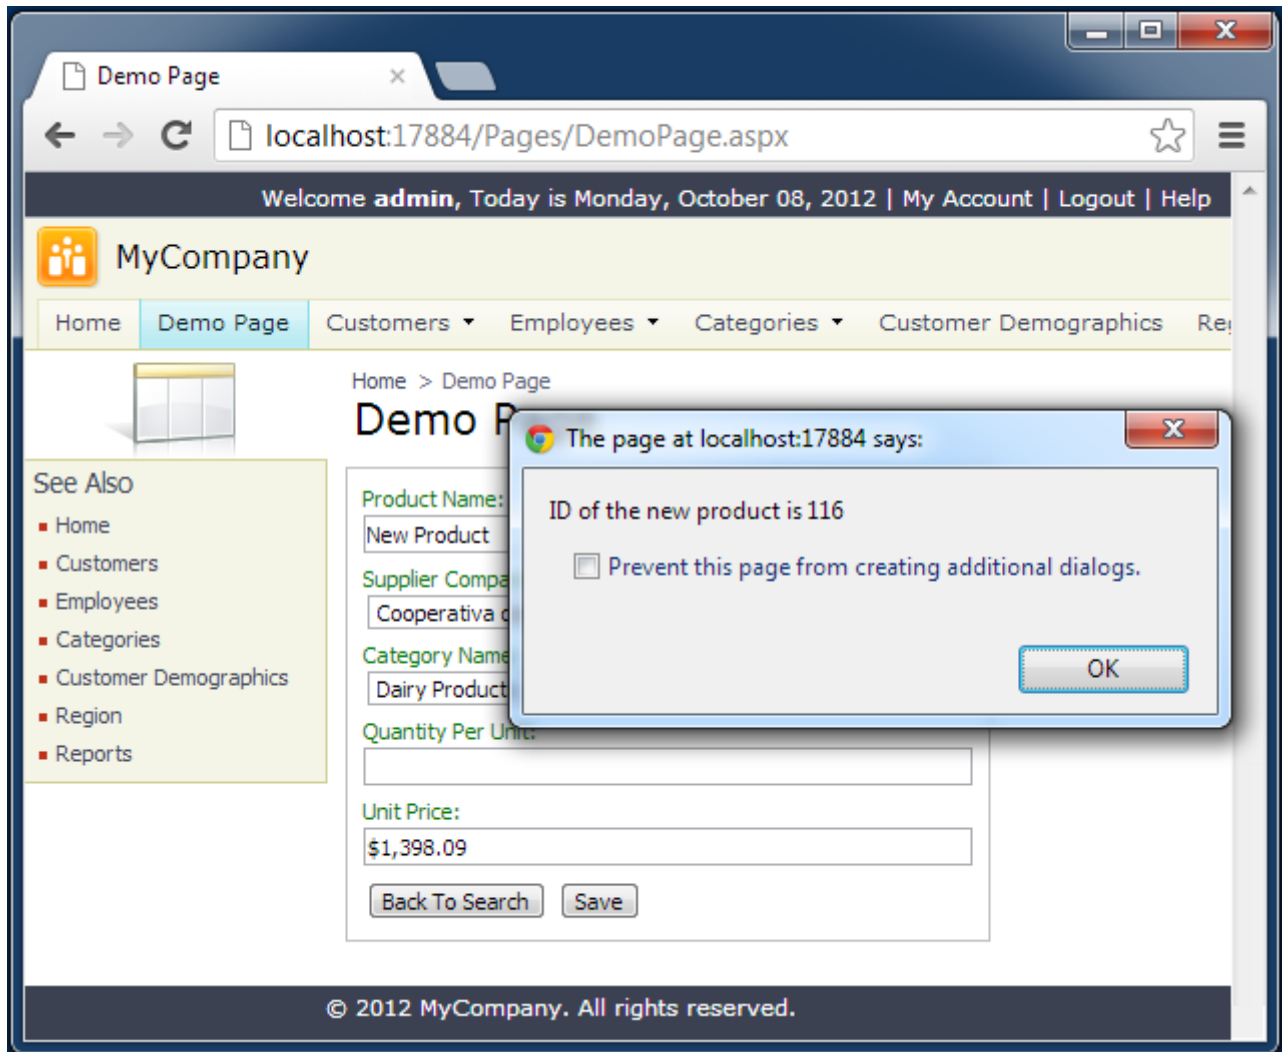 Demo Page
localhost:17884/Pages/DemoPage.aspx
Welcome admin, Today is Monday, October 08, 2012 | My Account | Logout | Help
MyCompany
Home Demo Page Customers Employees Categories Customer Demographics
Home > Demo Page
Demo
The page at localhost:17884 says:
ID of the new product is 116
Prevent this page from creating additional dialogs.
OK
See Also
Home
Customers
Employees
Categories
Customer Demographics
Region
Reports
Product Name:
New Product
Supplier
Cooperativa
Category Name
Dairy
Quantity Per Unit:
Unit Price:
$1,398.09
Back To Search Save
© 2012 MyCompany. All rights reserved.